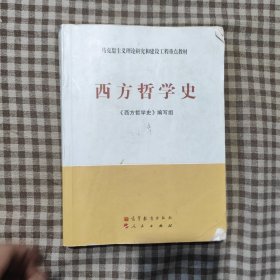 马克思主义理论研究和建设工程重点教材
西方哲学史
《西方哲学史》编写组
高等教育出版社
人民出版社